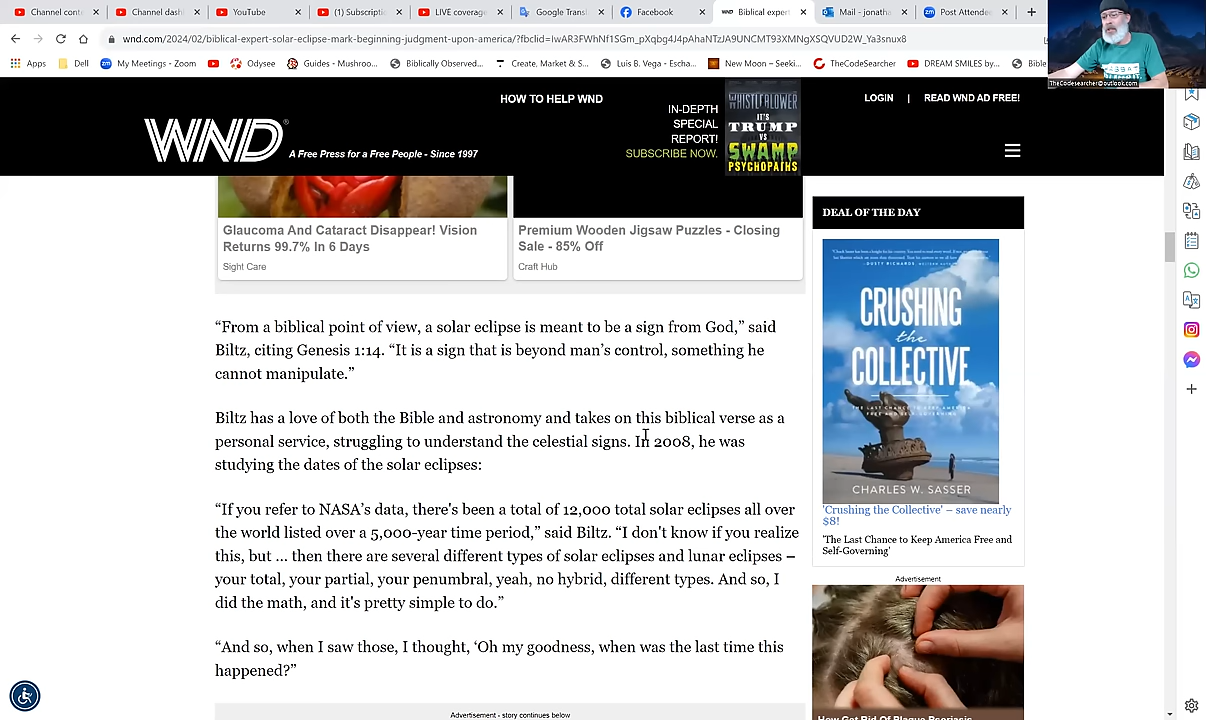 Channel cont
Channel dash
YouTube
(1) Subscripti
LIVE coverage
Google Trans
Facebook
Biblical expert
Mail - jonatha
Post Attende
wnd.com/2024/02/biblical-expert-solar-eclipse-mark-beginning-judgment-upon-america/?fbclid=IwAR3FWhNf1SGm_pXqbg4J4pAhaNTzJA9UNCMT93XMNgXSQVUD2W_Ya3snux8
Apps
Dell
My Meetings - Zoom
Odysee
Guides - Mushroo...
Biblically Observed...
Create, Market & S...
Luis B. Vega - Escha...
New Moon – Seeki...
TheCodeSearcher
DREAM SMILES by...
Bible
TheCodesearcher@outlook.com
HOW TO HELP WND
IN-DEPTH
SPECIAL
REPORT!
SUBSCRIBE NOW.
WHISTLEBLOWER
IT'S
TRUMP
VS
SWAMP
PSYCHOPATHS
LOGIN | READ WND AD FREE!
WND®
A Free Press for a Free People - Since 1997
Glaucoma And Cataract Disappear! Vision
Returns 99.7% In 6 Days
Sight Care
Premium Wooden Jigsaw Puzzles - Closing
Sale - 85% Off
Craft Hub
“From a biblical point of view, a solar eclipse is meant to be a sign from God,” said
Biltz, citing Genesis 1:14. “It is a sign that is beyond man’s control, something he
cannot manipulate.”
Biltz has a love of both the Bible and astronomy and takes on this biblical verse as a
personal service, struggling to understand the celestial signs. In 2008, he was
studying the dates of the solar eclipses:
“If you refer to NASA’s data, there's been a total of 12,000 total solar eclipses all over
the world listed over a 5,000-year time period,” said Biltz. “I don't know if you realize
this, but ... then there are several different types of solar eclipses and lunar eclipses –
your total, your partial, your penumbral, yeah, no hybrid, different types. And so, I
did the math, and it's pretty simple to do.”
“And so, when I saw those, I thought, ‘Oh my goodness, when was the last time this
happened?”
Advertisement - story continues below
DEAL OF THE DAY
CRUSHING
the
COLLECTIVE
CHARLES W. SASSER
'Crushing the Collective' – save nearly
$8!
'The Last Chance to Keep America Free and
Self-Governing'
Advertisement
How Get Rid Of Plaque Psoriasis